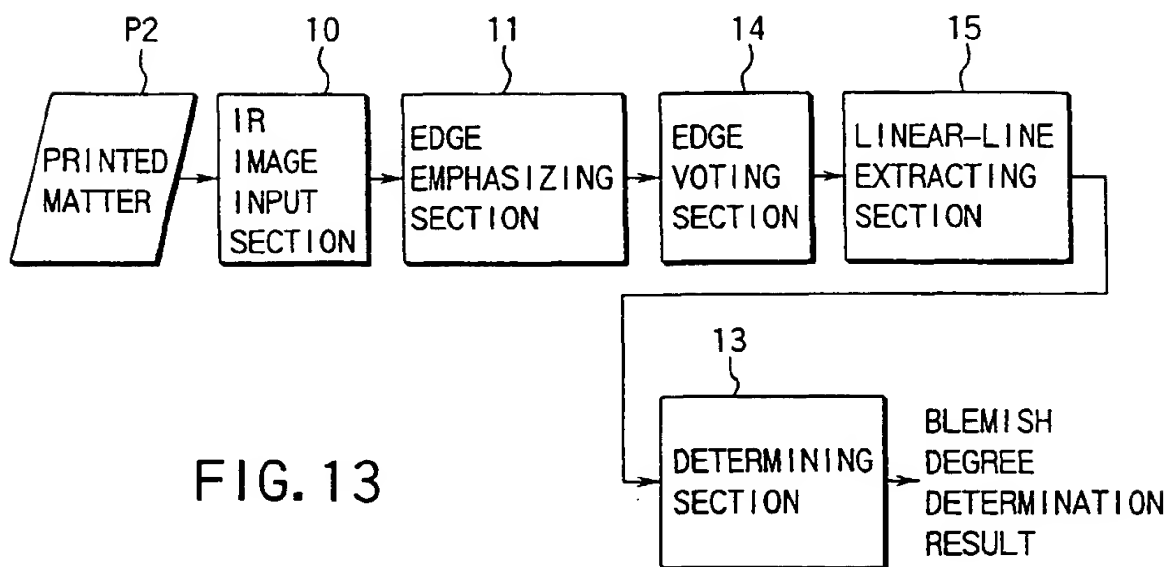 P2
10
11
14
15
PRINTED
MATTER
IR
IMAGE
INPUT
SECTION
EDGE
EMPHASIZING
SECTION
EDGE
VOTING
SECTION
LINEAR-LINE
EXTRACTING
SECTION
13
DETERMINING
SECTION
BLEMISH
DEGREE
DETERMINATION
RESULT
FIG. 13